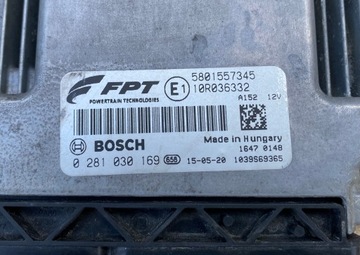 FPT
POWERTRAIN TECHNOLOGIES
E1
5801557345
10R036332
A152 12V
BOSCH
Made in Hungary
1647 0148
0 281 030 169 658 15-05-20 1039S69365